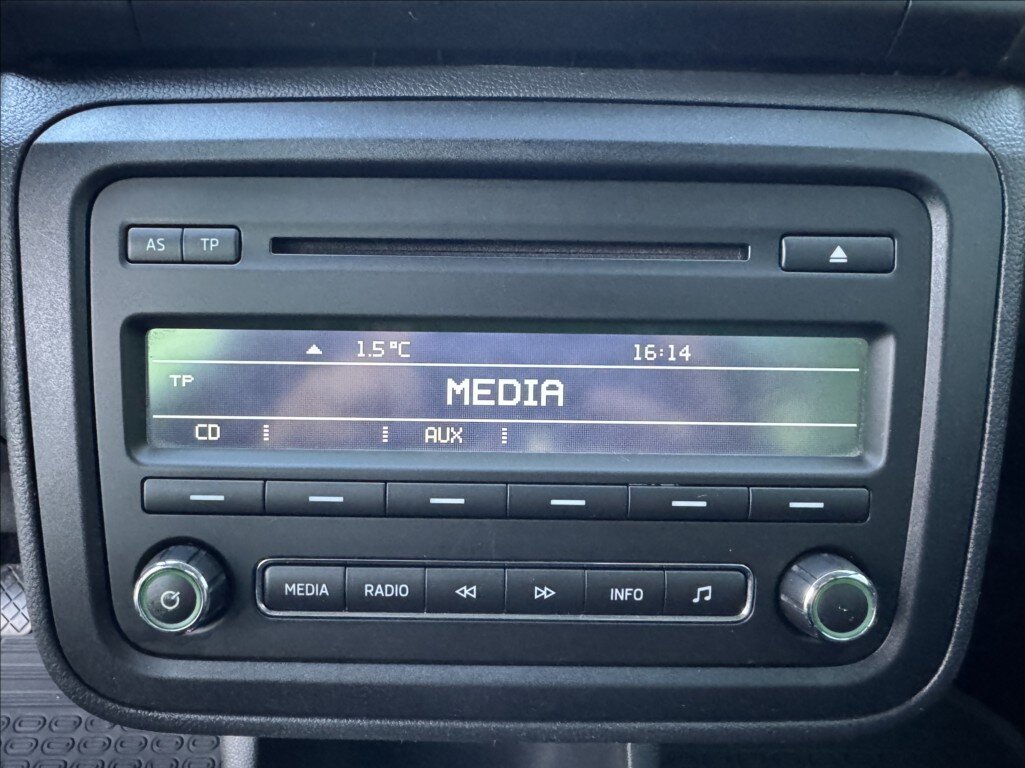 AS TP
1.5°C 16:14
TP MEDIA
CD AUX
MEDIA RADIO INFO